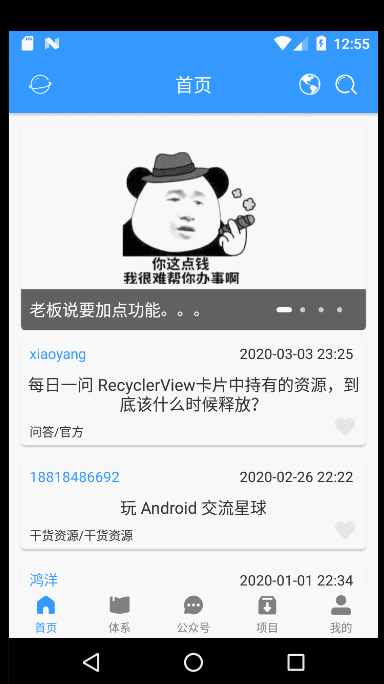 12:55
首页
你这点钱
我很难帮你办事啊
老板说要加点功能。。。
xiaoyang 2020-03-03 23:25
每日一问 RecyclerView卡片中持有的资源，到
底该什么时候释放？
问答/官方
18818486692 2020-02-26 22:22
玩 Android 交流星球
干货资源/干货资源
鸿洋 2020-01-01 22:34
首页 体系 公众号 项目 我的